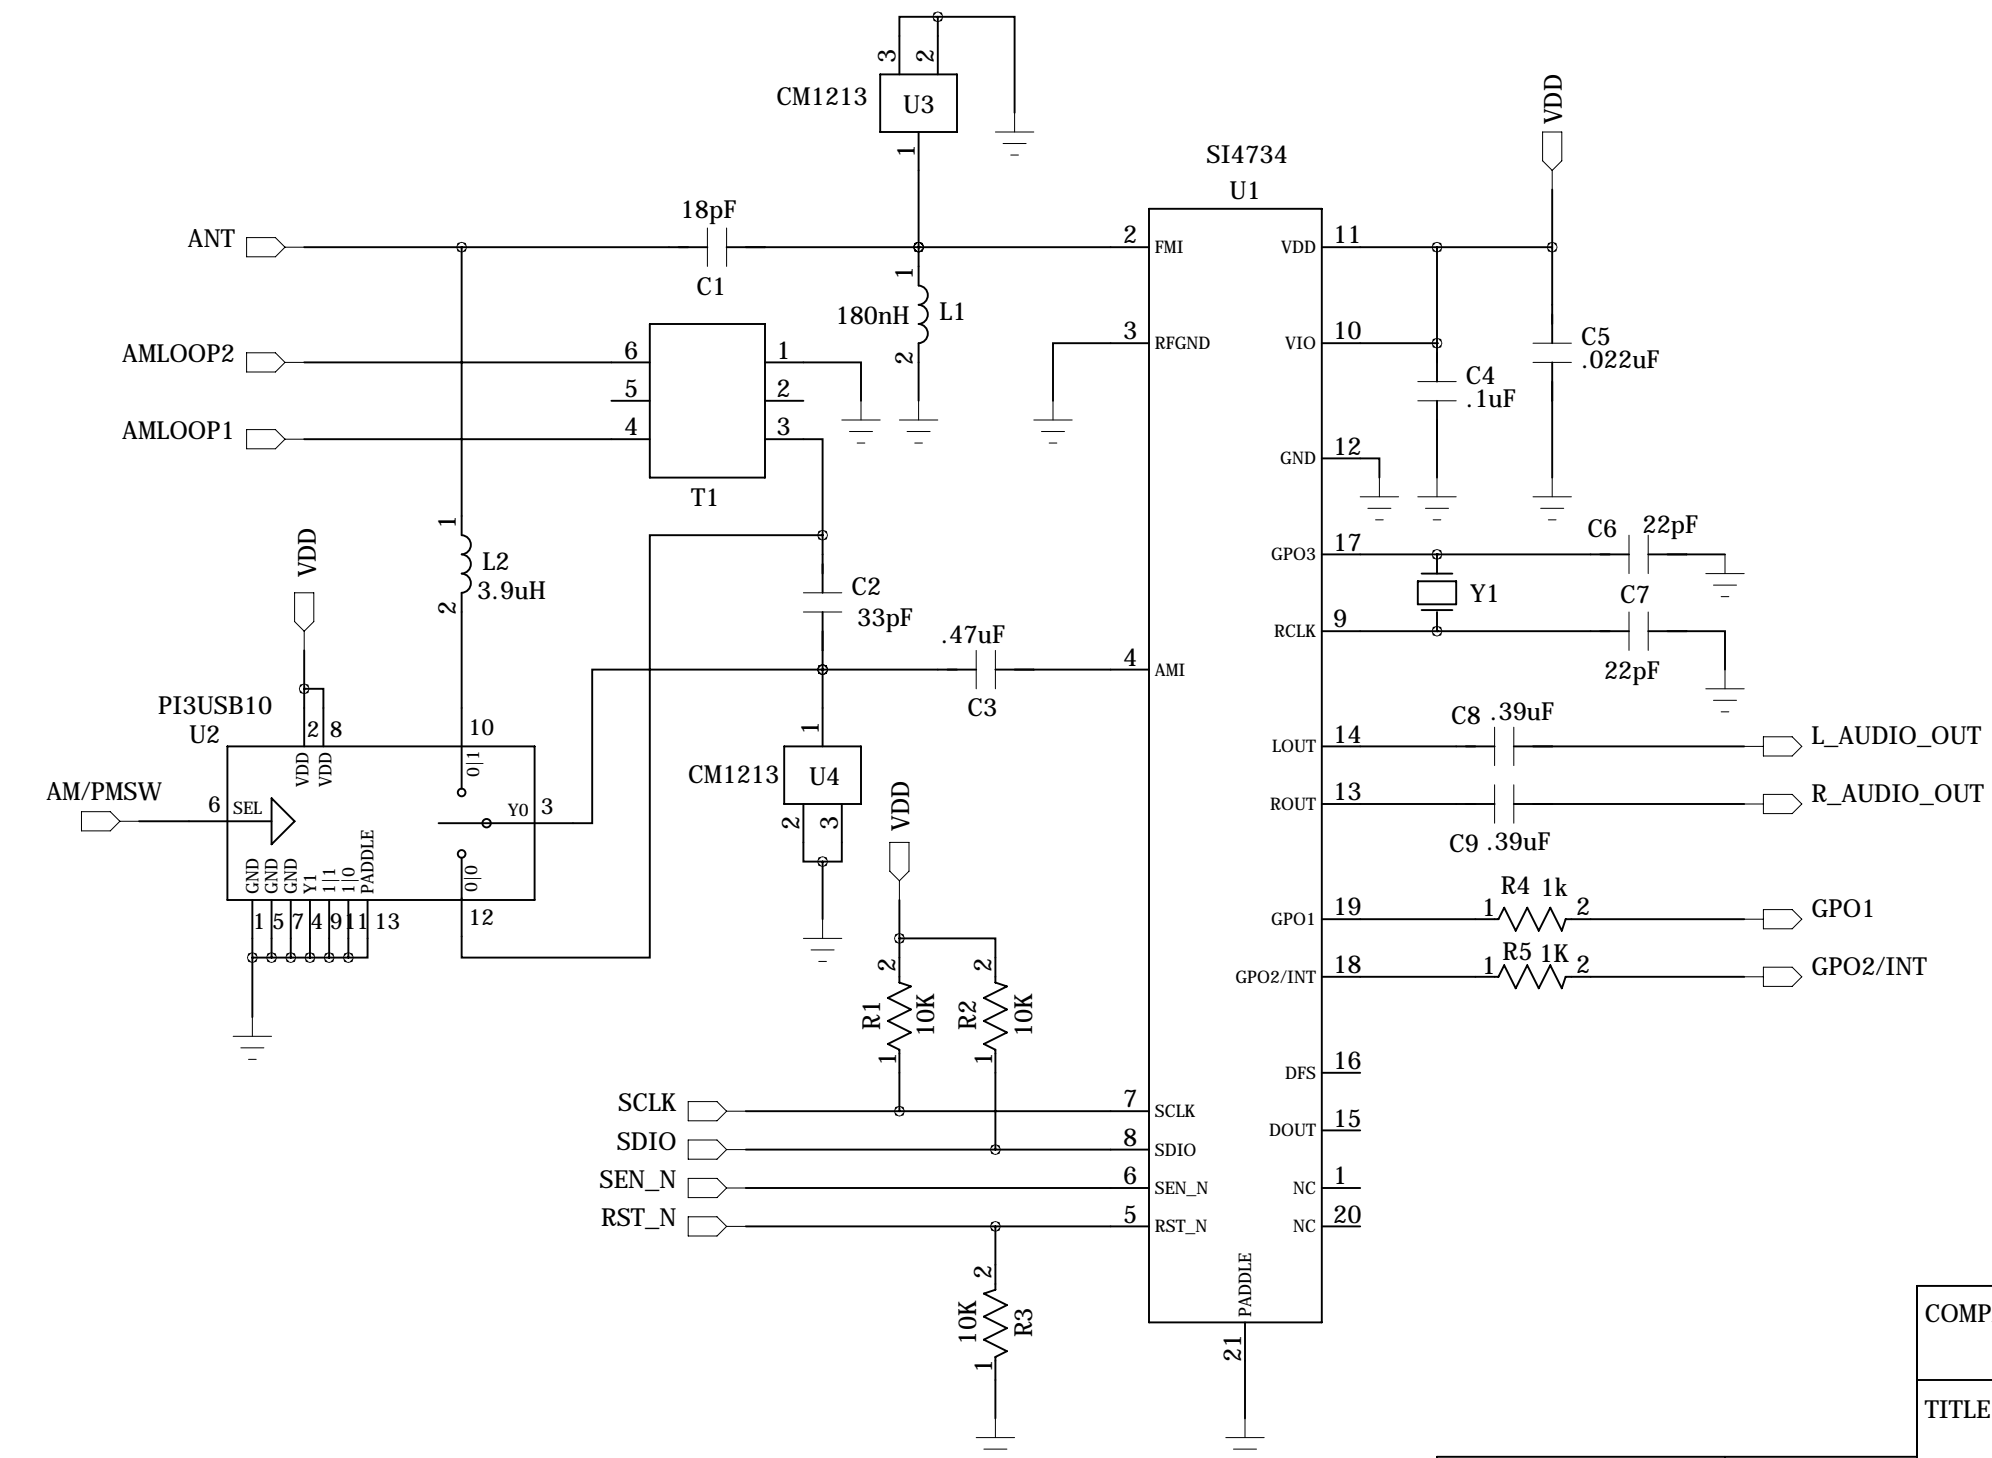 3 2
CM1213 U3
1
VDD
SI4734
U1
18pF
ANT
C1
2 FMI
VDD 11
1
180nH L1
2
3 RFGND
VIO 10
C5
.022uF
C4
.1uF
AMLOOP2
6 1
5 2
AMLOOP1
4 3
T1
GND 12
1
L2
3.9uH
2
VDD
C2
33pF
GPO3 17
C6 22pF
Y1
C7
RCLK 9
22pF
.47uF
C3
4 AMI
PI3USB10
U2
2 8 10
VDD
VDD
0|1
AM/PMSW
6 SEL
Y0 3
GND
GND
GND
Y1
1|1
1|0
PADDLE
0|0
1 5 7 4 9 11 13 12
1
CM1213 U4
2 3
VDD
C8 .39uF
LOUT 14
L_AUDIO_OUT
ROUT 13
R_AUDIO_OUT
C9 .39uF
R4 1k
GPO1 19
1 2
GPO1
R5 1K
GPO2/INT 18
1 2
GPO2/INT
2 2
R1 10K
R2 10K
1 1
DFS 16
DOUT 15
NC 1
NC 20
SCLK
7 SCLK
SDIO
8 SDIO
SEN_N
6 SEN_N
RST_N
5 RST_N
2
10K R3
1
PADDLE
21
COMP
TITLE